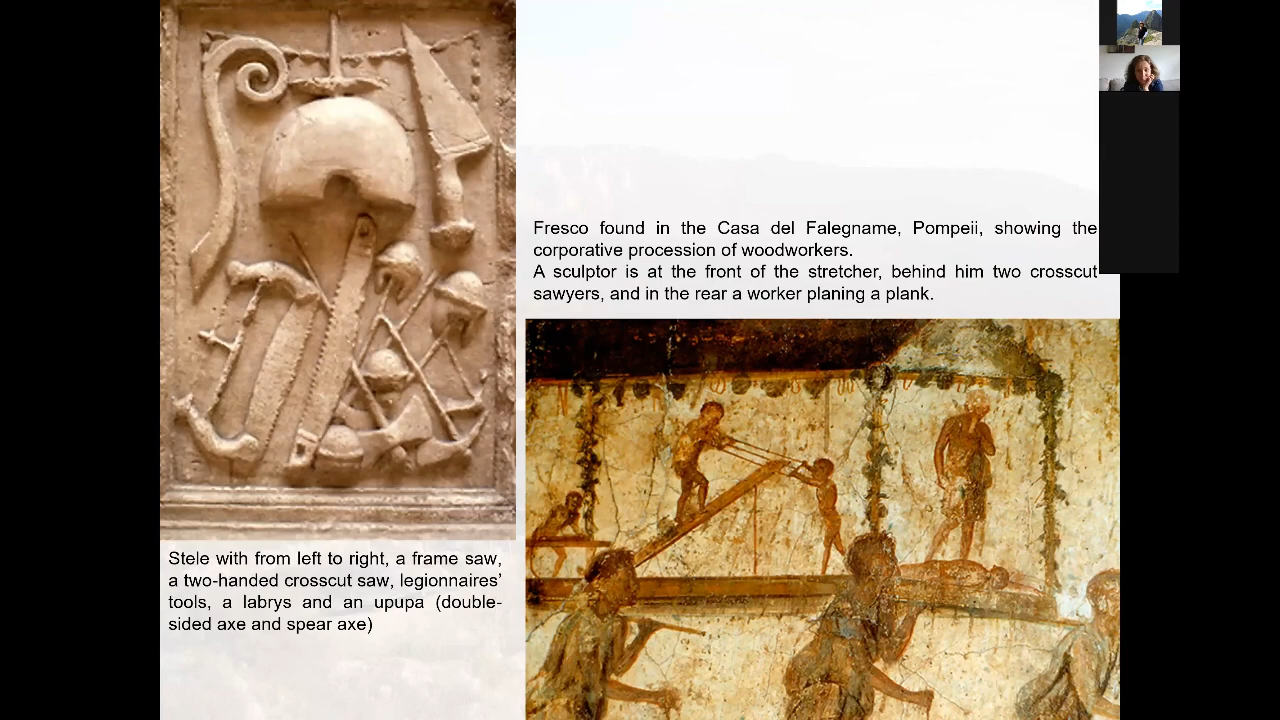 Fresco found in the Casa del Falegname, Pompeii, showing the
corporative procession of woodworkers.
A sculptor is at the front of the stretcher, behind him two crosscut
sawyers, and in the rear a worker planing a plank.
Stele with from left to right, a frame saw,
a two-handed crosscut saw, legionnaires’
tools, a labrys and an upupa (double-
sided axe and spear axe)